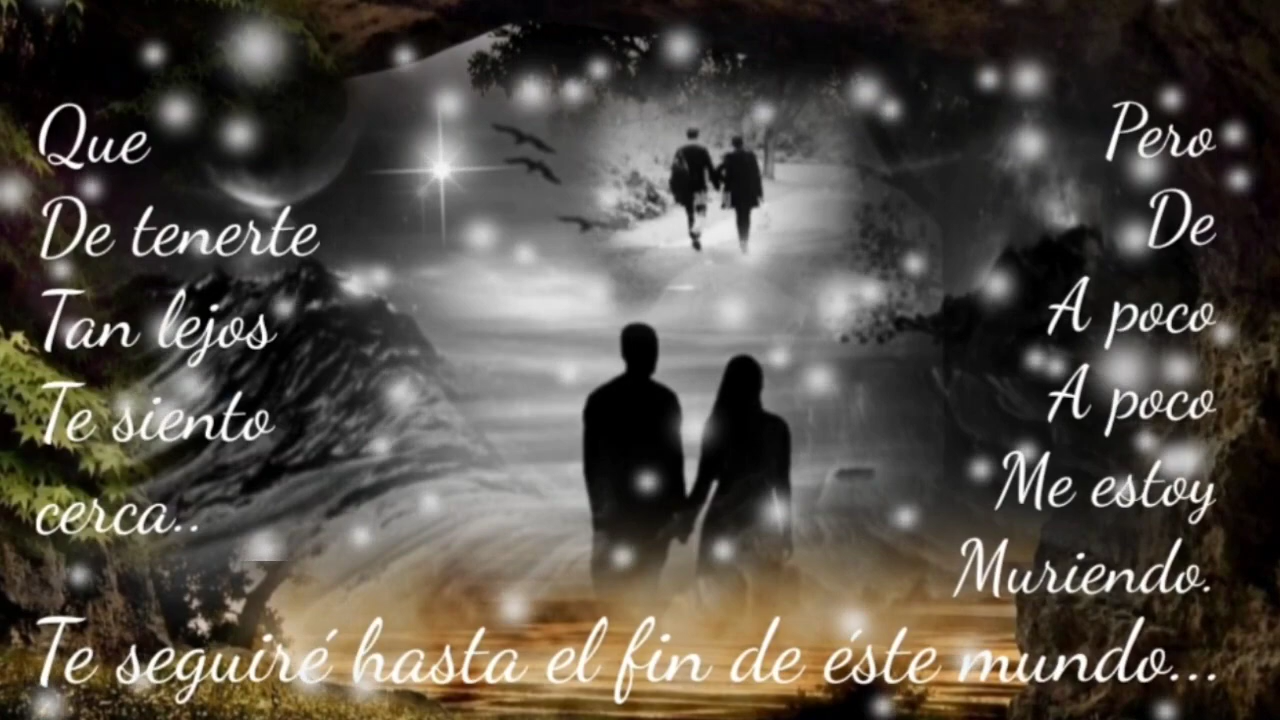 Que
De tenerte
Tan lejos
Te siento
cerca..
Pero
De
A poco
A poco
Me estoy
Muriendo.
Te seguiré hasta el fin de éste mundo...